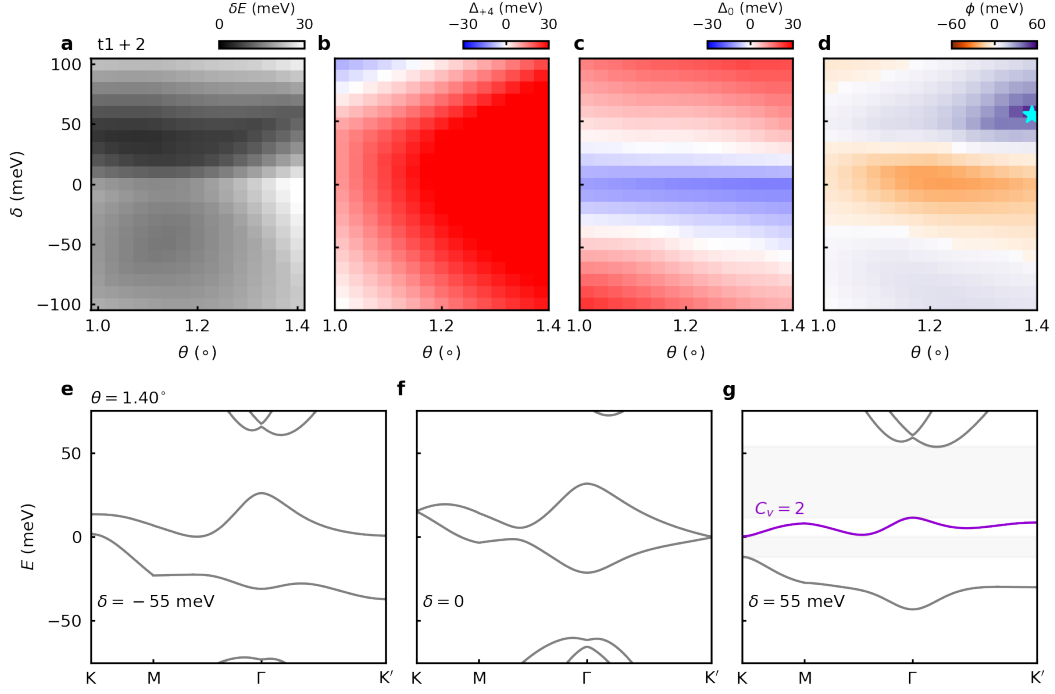 δE (meV)
0 30
Δ+4 (meV)
−30 0 30
Δ0 (meV)
−30 0 30
ϕ (meV)
−60 0 60
a t1 + 2 b c d
100
50
0
−50
−100
δ (meV)
1.0 1.2 1.4
θ (∘)
1.0 1.2 1.4
θ (∘)
1.0 1.2 1.4
θ (∘)
1.0 1.2 1.4
θ (∘)
e f g
θ = 1.40°
50
0
−50
E (meV)
δ = −55 meV
δ = 0
Cv = 2
δ = 55 meV
K M Γ K′
K M Γ K′
K M Γ K′